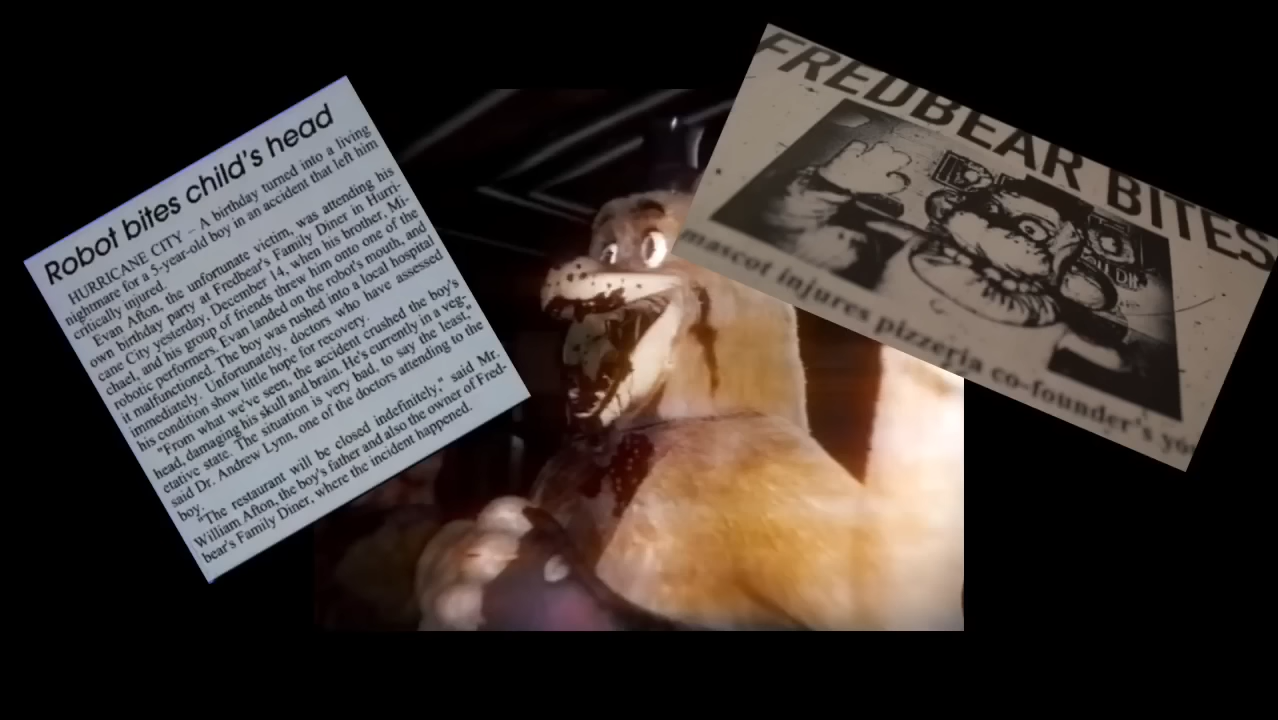 Robot bites child's head
HURRICANE CITY – A birthday turned into a living
nightmare for a 5-year-old boy in an accident that left him
critically injured.
Evan Afton, the unfortunate victim, was attending his
own birthday party at Fredbear's Family Diner in Hurri-
cane City yesterday, December 14, when his brother, Mi-
chael, and his group of friends threw him onto one of the
robotic performers. Evan landed on the robot's mouth, and
it malfunctioned. The boy was rushed into a local hospital
immediately. Unfortunately, doctors who have assessed
his condition show little hope for recovery.
"From what we've seen, the accident crushed the boy's
head, damaging his skull and brain. He's currently in a veg-
etative state. The situation is very bad, to say the least,"
said Dr. Andrew Lynn, one of the doctors attending to the
boy.
"The restaurant will be closed indefinitely," said Mr.
William Afton, the boy's father and also the owner of Fred-
bear's Family Diner, where the incident happened.
FREDBEAR BITES
mascot injures pizzeria co-founder's yo